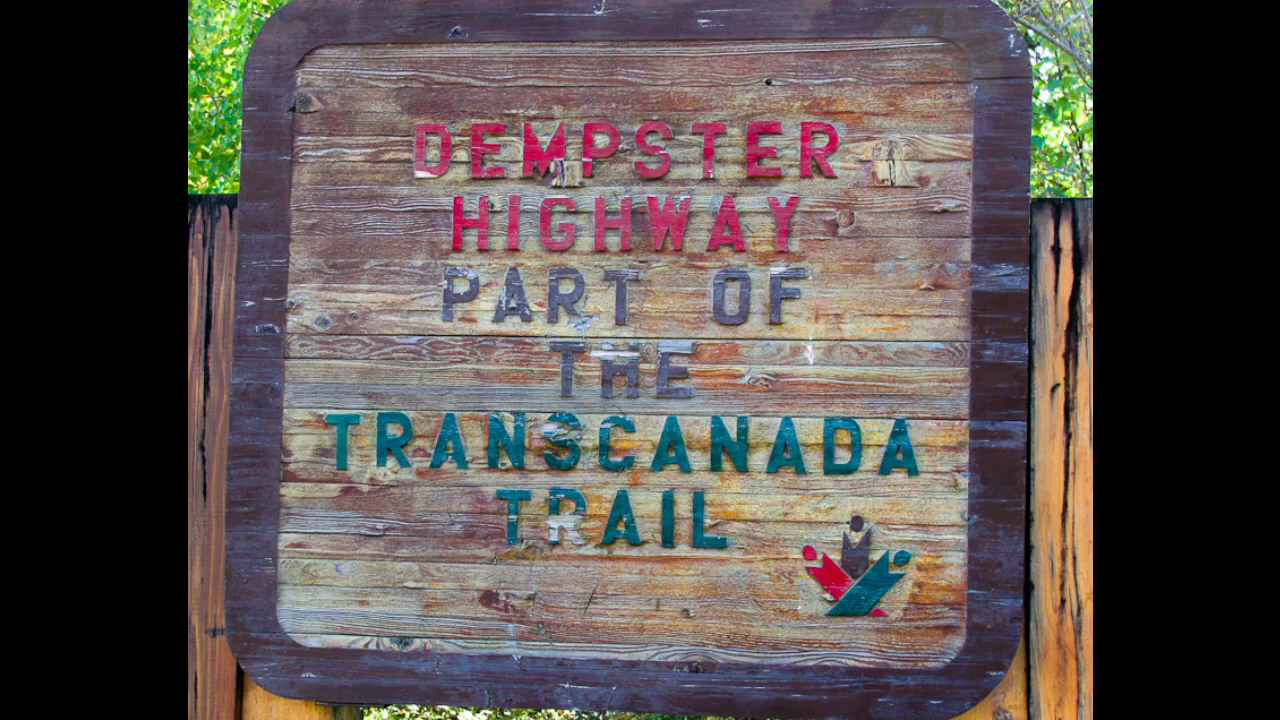 DEMPSTER
HIGHWAY
PART OF
THE
TRANSCANADA
TRAIL